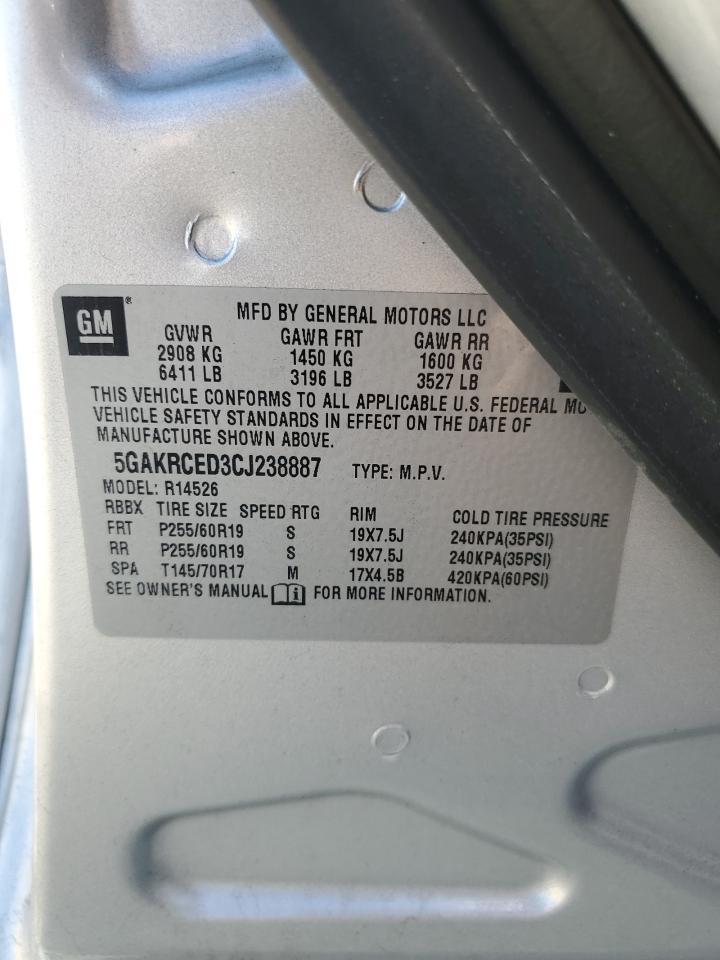 GM®
MFD BY GENERAL MOTORS LLC
GVWR GAWR FRT GAWR RR
2908 KG 1450 KG 1600 KG
6411 LB 3196 LB 3527 LB
THIS VEHICLE CONFORMS TO ALL APPLICABLE U.S. FEDERAL
VEHICLE SAFETY STANDARDS IN EFFECT ON THE DATE OF
MANUFACTURE SHOWN ABOVE.
5GAKRCED3CJ238887 TYPE: M.P.V.
MODEL: R14526
RBBX TIRE SIZE SPEED RTG RIM COLD TIRE PRESSURE
FRT P255/60R19 S 19X7.5J 240KPA(35PSI)
RR P255/60R19 S 19X7.5J 240KPA(35PSI)
SPA T145/70R17 M 17X4.5B 420KPA(60PSI)
SEE OWNER'S MANUAL i FOR MORE INFORMATION.